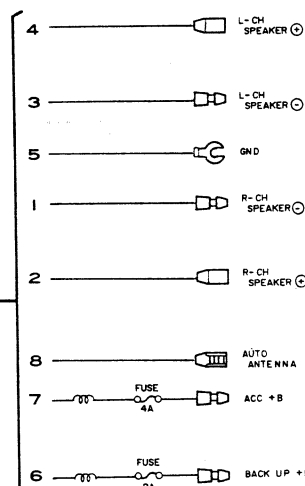 4
L-CH
SPEAKER ⊕
3
L-CH
SPEAKER ⊖
5
GND
1
R-CH
SPEAKER ⊖
2
R-CH
SPEAKER ⊕
8
AUTO
ANTENNA
7
FUSE
4A
ACC +B
6
FUSE
BACK UP